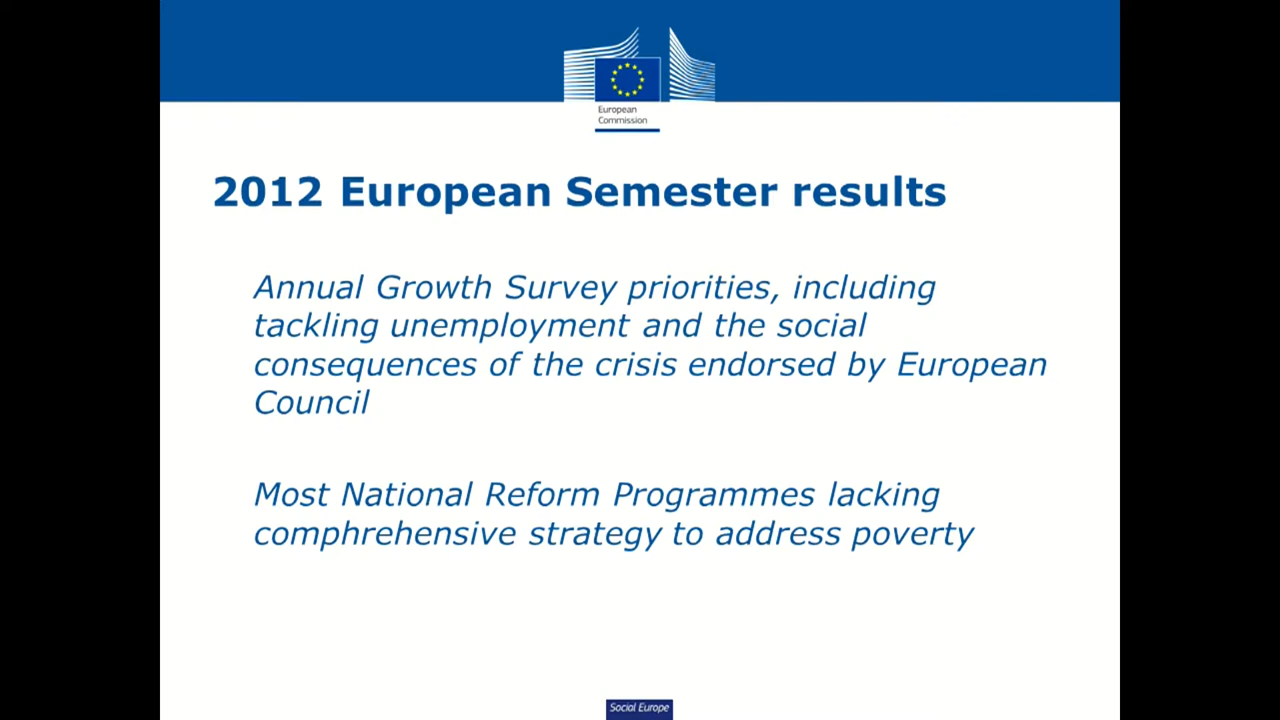 European
Commission
2012 European Semester results
Annual Growth Survey priorities, including
tackling unemployment and the social
consequences of the crisis endorsed by European
Council
Most National Reform Programmes lacking
comphrehensive strategy to address poverty
Social Europe